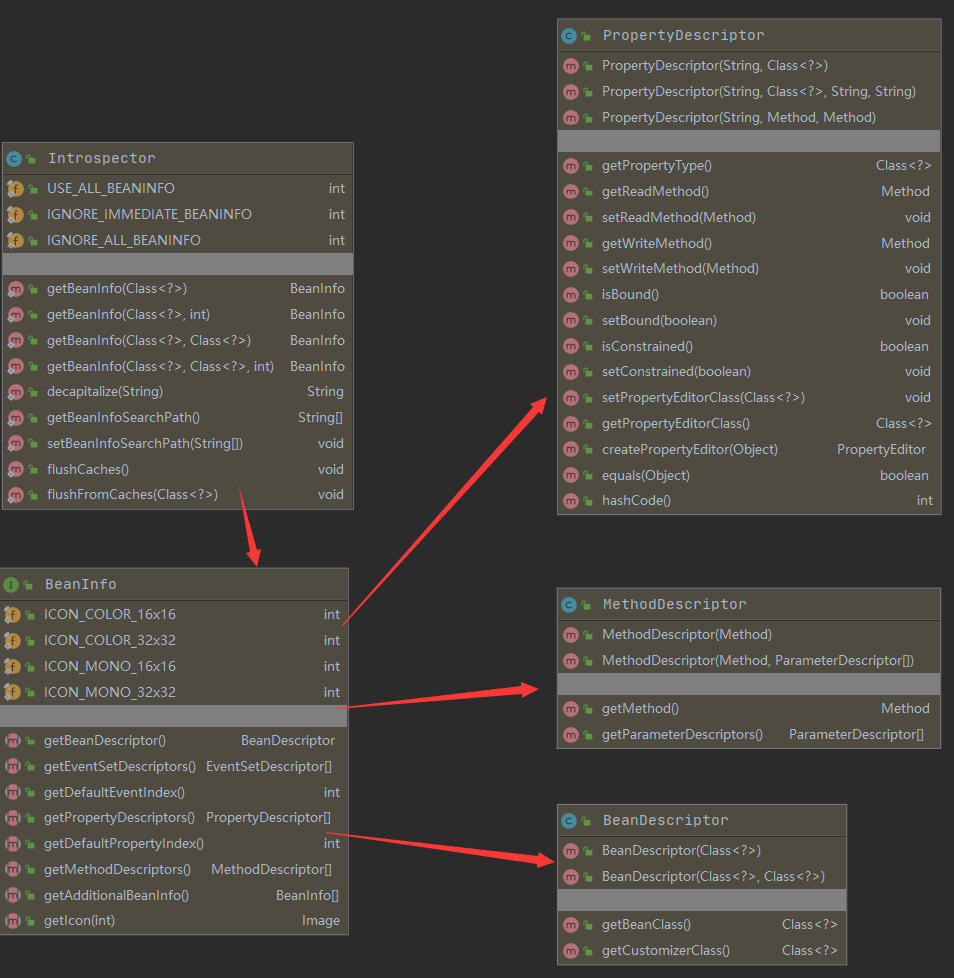 Introspector
USE_ALL_BEANINFO int
IGNORE_IMMEDIATE_BEANINFO int
IGNORE_ALL_BEANINFO int
getBeanInfo(Class<?>) BeanInfo
getBeanInfo(Class<?>, int) BeanInfo
getBeanInfo(Class<?>, Class<?>) BeanInfo
getBeanInfo(Class<?>, Class<?>, int) BeanInfo
decapitalize(String) String
getBeanInfoSearchPath() String[]
setBeanInfoSearchPath(String[]) void
flushCaches() void
flushFromCaches(Class<?>) void
BeanInfo
ICON_COLOR_16x16 int
ICON_COLOR_32x32 int
ICON_MONO_16x16 int
ICON_MONO_32x32 int
getBeanDescriptor() BeanDescriptor
getEventSetDescriptors() EventSetDescriptor[]
getDefaultEventIndex() int
getPropertyDescriptors() PropertyDescriptor[]
getDefaultPropertyIndex() int
getMethodDescriptors() MethodDescriptor[]
getAdditionalBeanInfo() BeanInfo[]
getIcon(int) Image
PropertyDescriptor
PropertyDescriptor(String, Class<?>)
PropertyDescriptor(String, Class<?>, String, String)
PropertyDescriptor(String, Method, Method)
getPropertyType() Class<?>
getReadMethod() Method
setReadMethod(Method) void
getWriteMethod() Method
setWriteMethod(Method) void
isBound() boolean
setBound(boolean) void
isConstrained() boolean
setConstrained(boolean) void
setPropertyEditorClass(Class<?>) void
getPropertyEditorClass() Class<?>
createPropertyEditor(Object) PropertyEditor
equals(Object) boolean
hashCode() int
MethodDescriptor
MethodDescriptor(Method)
MethodDescriptor(Method, ParameterDescriptor[])
getMethod() Method
getParameterDescriptors() ParameterDescriptor[]
BeanDescriptor
BeanDescriptor(Class<?>)
BeanDescriptor(Class<?>, Class<?>)
getBeanClass() Class<?>
getCustomizerClass() Class<?>